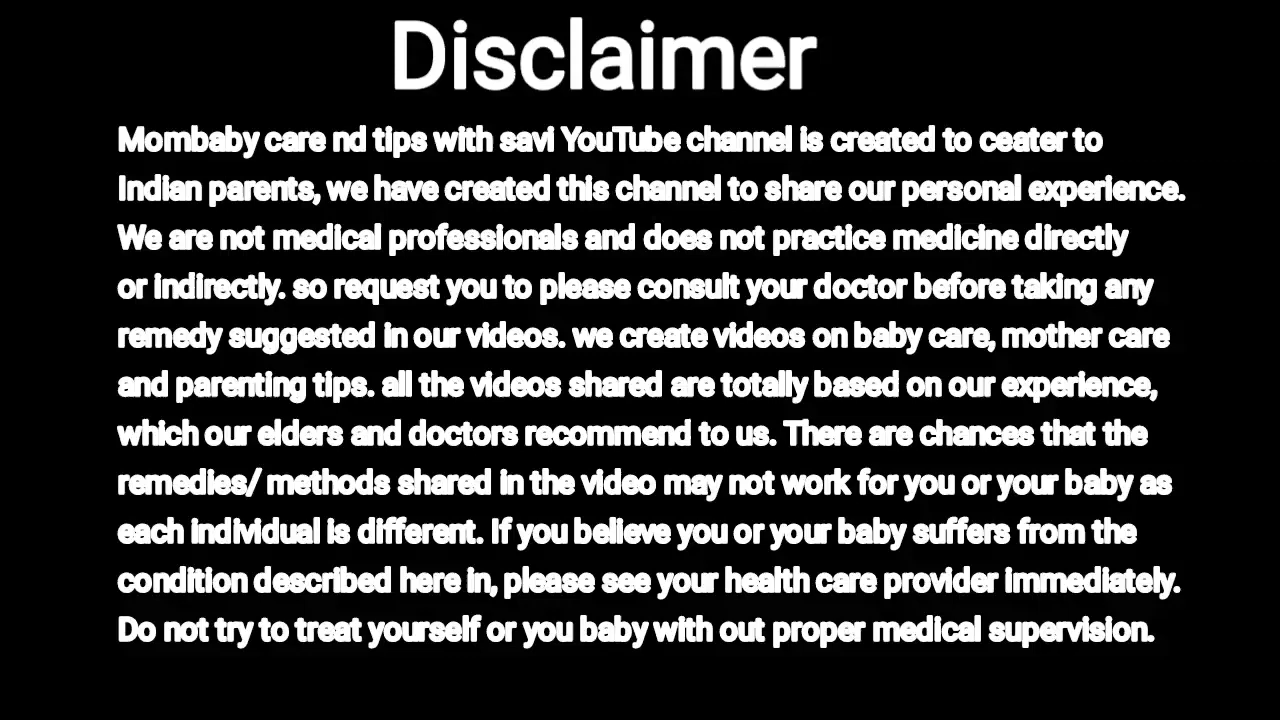 Disclaimer
Mombaby care nd tips with savi YouTube channel is created to ceater to
Indian parents, we have created this channel to share our personal experience.
We are not medical professionals and does not practice medicine directly
or indirectly. so request you to please consult your doctor before taking any
remedy suggested in our videos. we create videos on baby care, mother care
and parenting tips. all the videos shared are totally based on our experience,
which our elders and doctors recommend to us. There are chances that the
remedies/ methods shared in the video may not work for you or your baby as
each individual is different. If you believe you or your baby suffers from the
condition described here in, please see your health care provider immediately.
Do not try to treat yourself or you baby with out proper medical supervision.